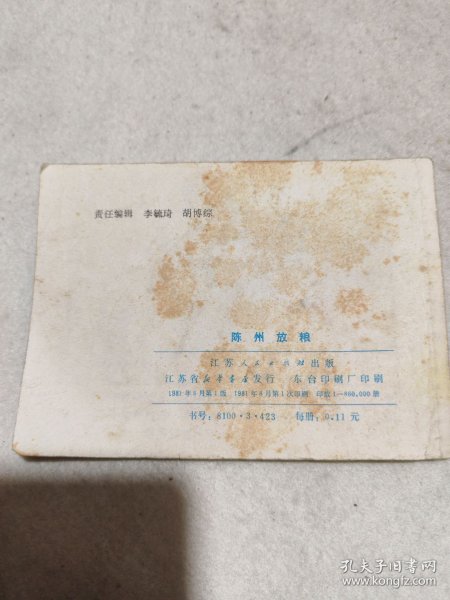 责任编辑 李毓琦 胡博综
陈州放粮
江苏人民出版社出版
江苏省新华书店发行 东台印刷厂印刷
1981年8月第1版 1981年8月第1次印刷 印数1—860,000册
书号：8100·3·423 每册：0.11元
孔夫子旧书网
www.kongfz.com